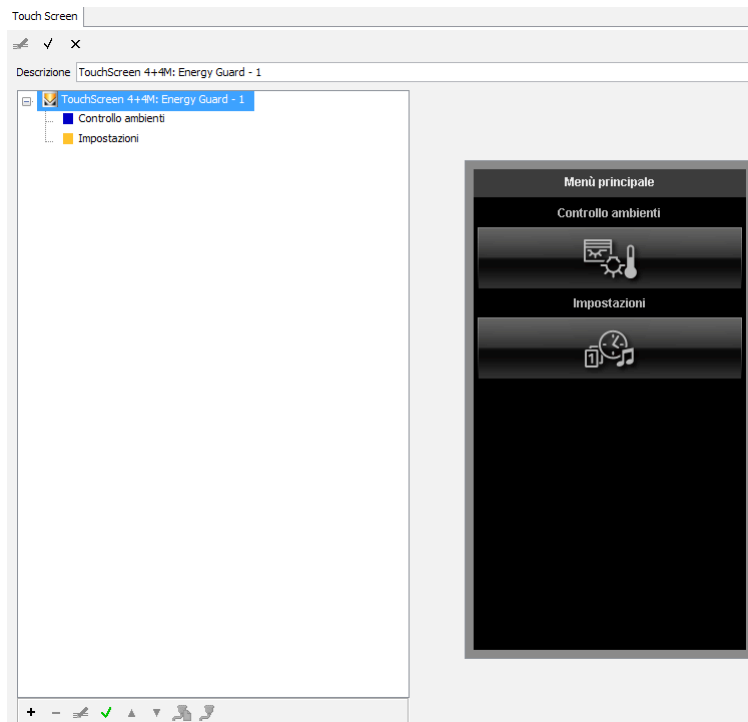 Touch Screen
Descrizione TouchScreen 4+4M: Energy Guard - 1
TouchScreen 4+4M: Energy Guard - 1
Controllo ambienti
Impostazioni
Menù principale
Controllo ambienti
Impostazioni
1